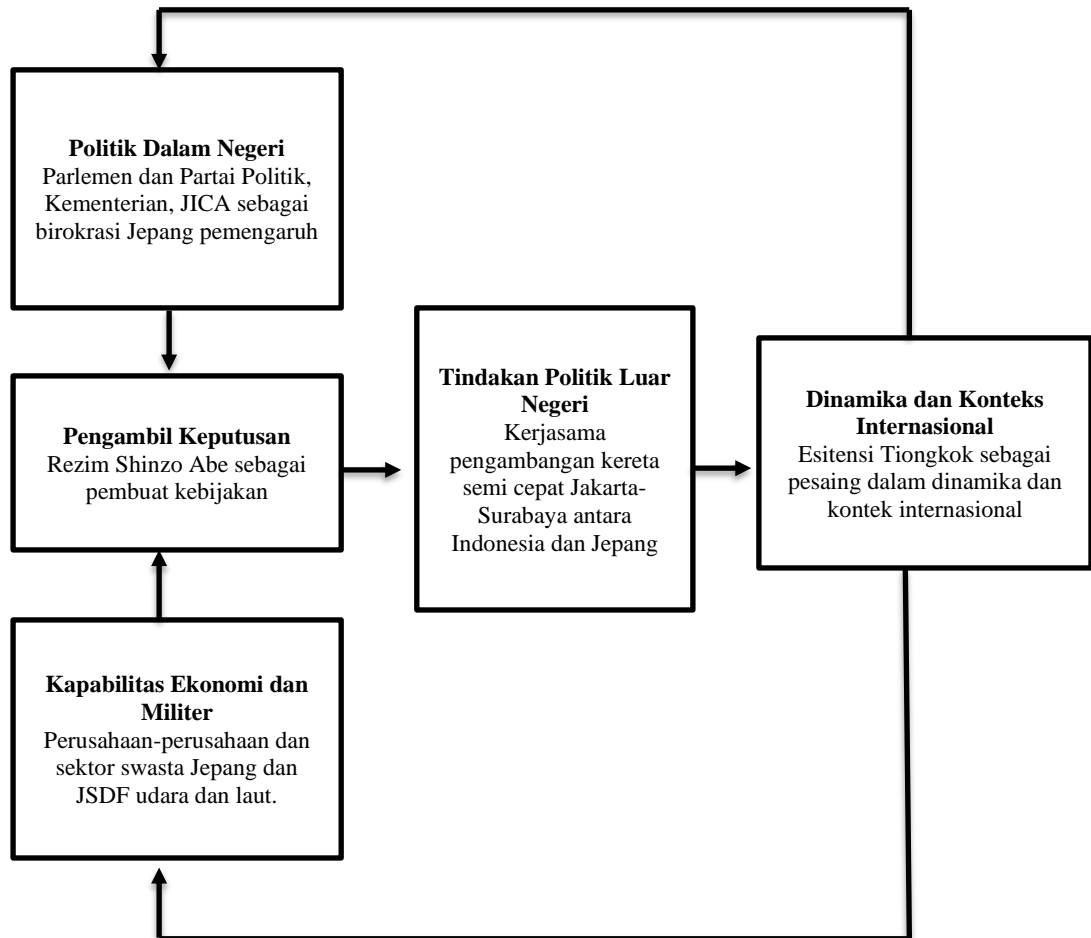 Politik Dalam Negeri
Parlemen dan Partai Politik,
Kementerian, JICA sebagai
birokrasi Jepang pemengaruh
Pengambil Keputusan
Rezim Shinzo Abe sebagai
pembuat kebijakan
Kapabilitas Ekonomi dan
Militer
Perusahaan-perusahaan dan
sektor swasta Jepang dan
JSDF udara dan laut.
Tindakan Politik Luar
Negeri
Kerjasama
pengambangan kereta
semi cepat Jakarta-
Surabaya antara
Indonesia dan Jepang
Dinamika dan Konteks
Internasional
Esitensi Tiongkok sebagai
pesaing dalam dinamika dan
kontek internasional